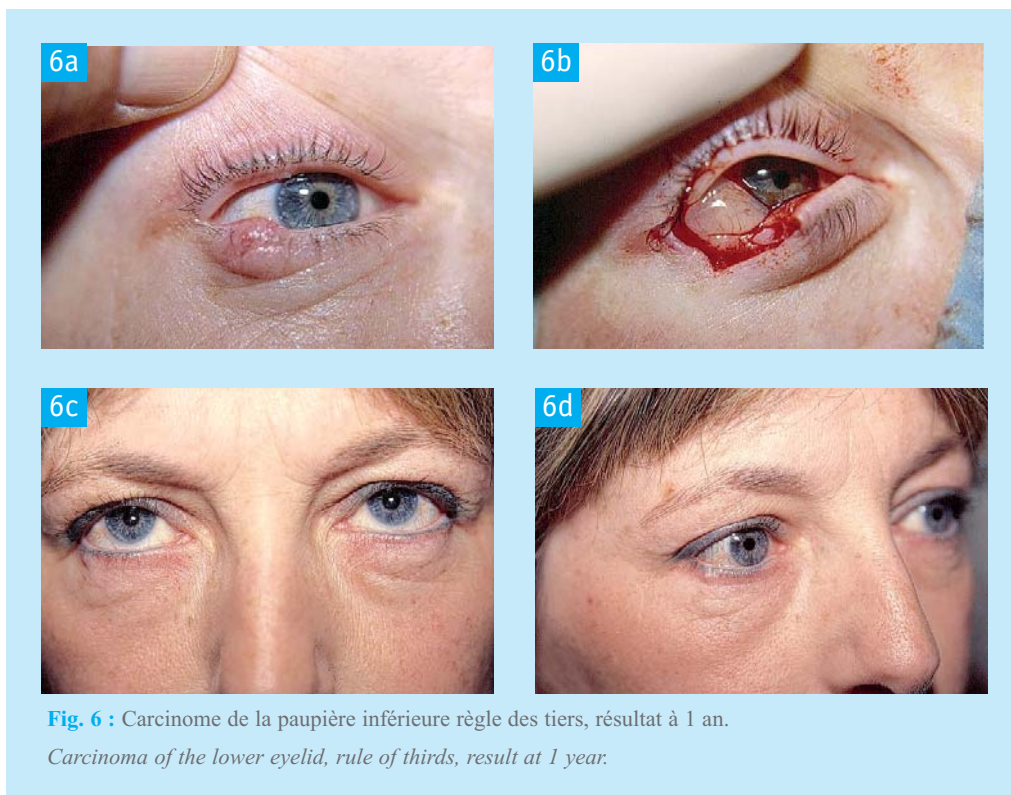 6a
6b
6c
6d
Fig. 6 : Carcinome de la paupière inférieure règle des tiers, résultat à 1 an.
Carcinoma of the lower eyelid, rule of thirds, result at 1 year.